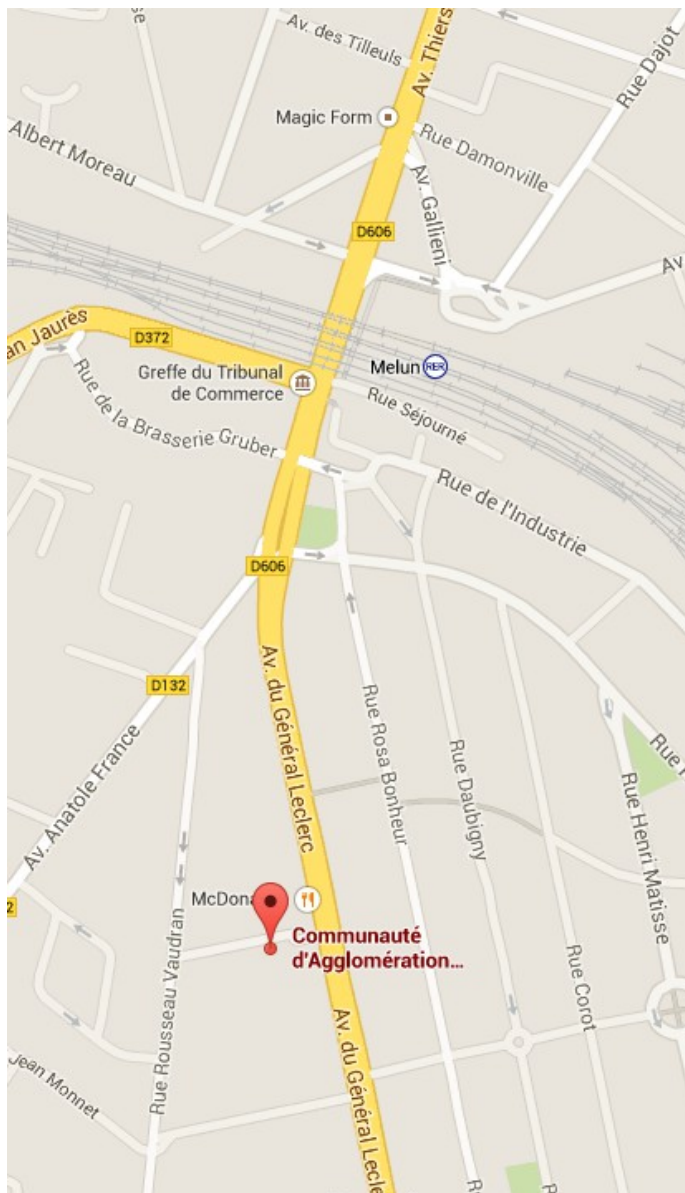 se
Av. des Tilleuls
Av. Thiers
Rue Dajot
Magic Form
Rue Damonville
Albert Moreau
Av. Gallieni
D606
Av
an Jaurès
D372
Greffe du Tribunal
de Commerce
Melun RER
Rue Séjourné
Rue de la Brasserie Gruber
Rue de l'Industrie
D606
Av. du Général Leclerc
D132
Av. Anatole France
Rue Rosa Bonheur
Rue Daubigny
Rue Henri Matisse
Rue
McDona
2
Communauté
d'Agglomération...
Rue Rousseau Vaudran
Rue Corot
Av. du Général Lecle
Jean Monnet